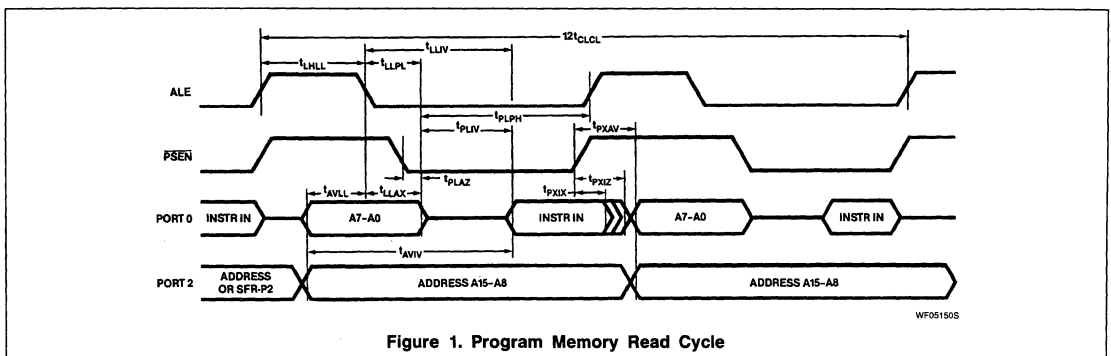 12tCLCL
tLLIV
tLHLL
tLLPL
ALE
tPLPH
tPLIV
tPXAV
PSEN
tPLAZ
tPXIZ
tAVLL
tLLAX
tPXIX
PORT 0
INSTR IN
A7-A0
INSTR IN
A7-A0
INSTR IN
tAVIV
PORT 2
ADDRESS
OR SFR-P2
ADDRESS A15-A8
ADDRESS A15-A8
WF05150S
Figure 1. Program Memory Read Cycle